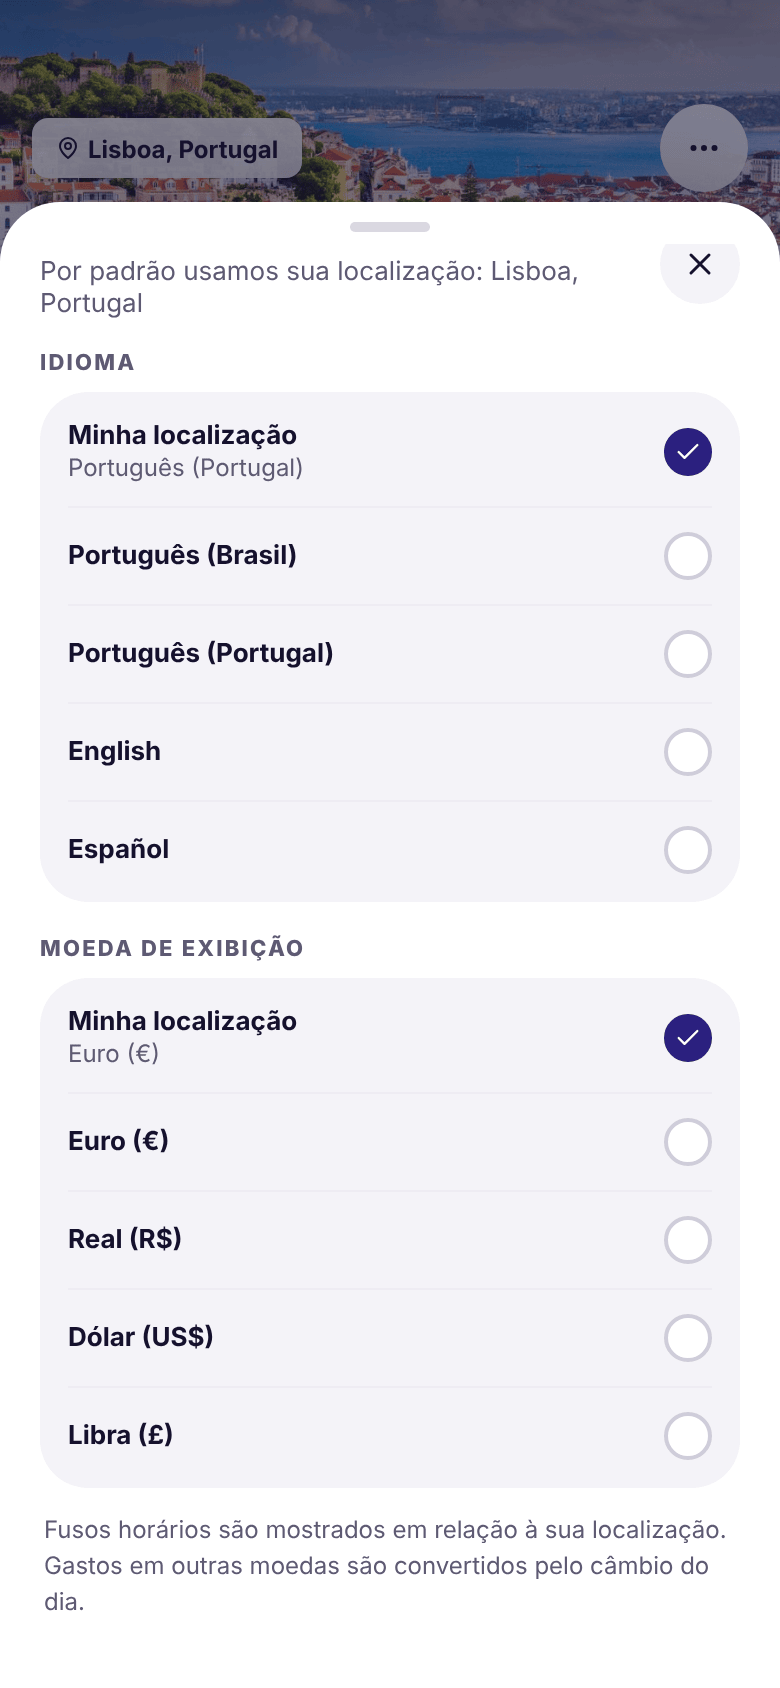 Lisboa, Portugal
Por padrão usamos sua localização: Lisboa,
Portugal
IDIOMA
Minha localização
Português (Portugal)
Português (Brasil)
Português (Portugal)
English
Español
MOEDA DE EXIBIÇÃO
Minha localização
Euro (€)
Euro (€)
Real (R$)
Dólar (US$)
Libra (£)
Fusos horários são mostrados em relação à sua localização.
Gastos em outras moedas são convertidos pelo câmbio do
dia.